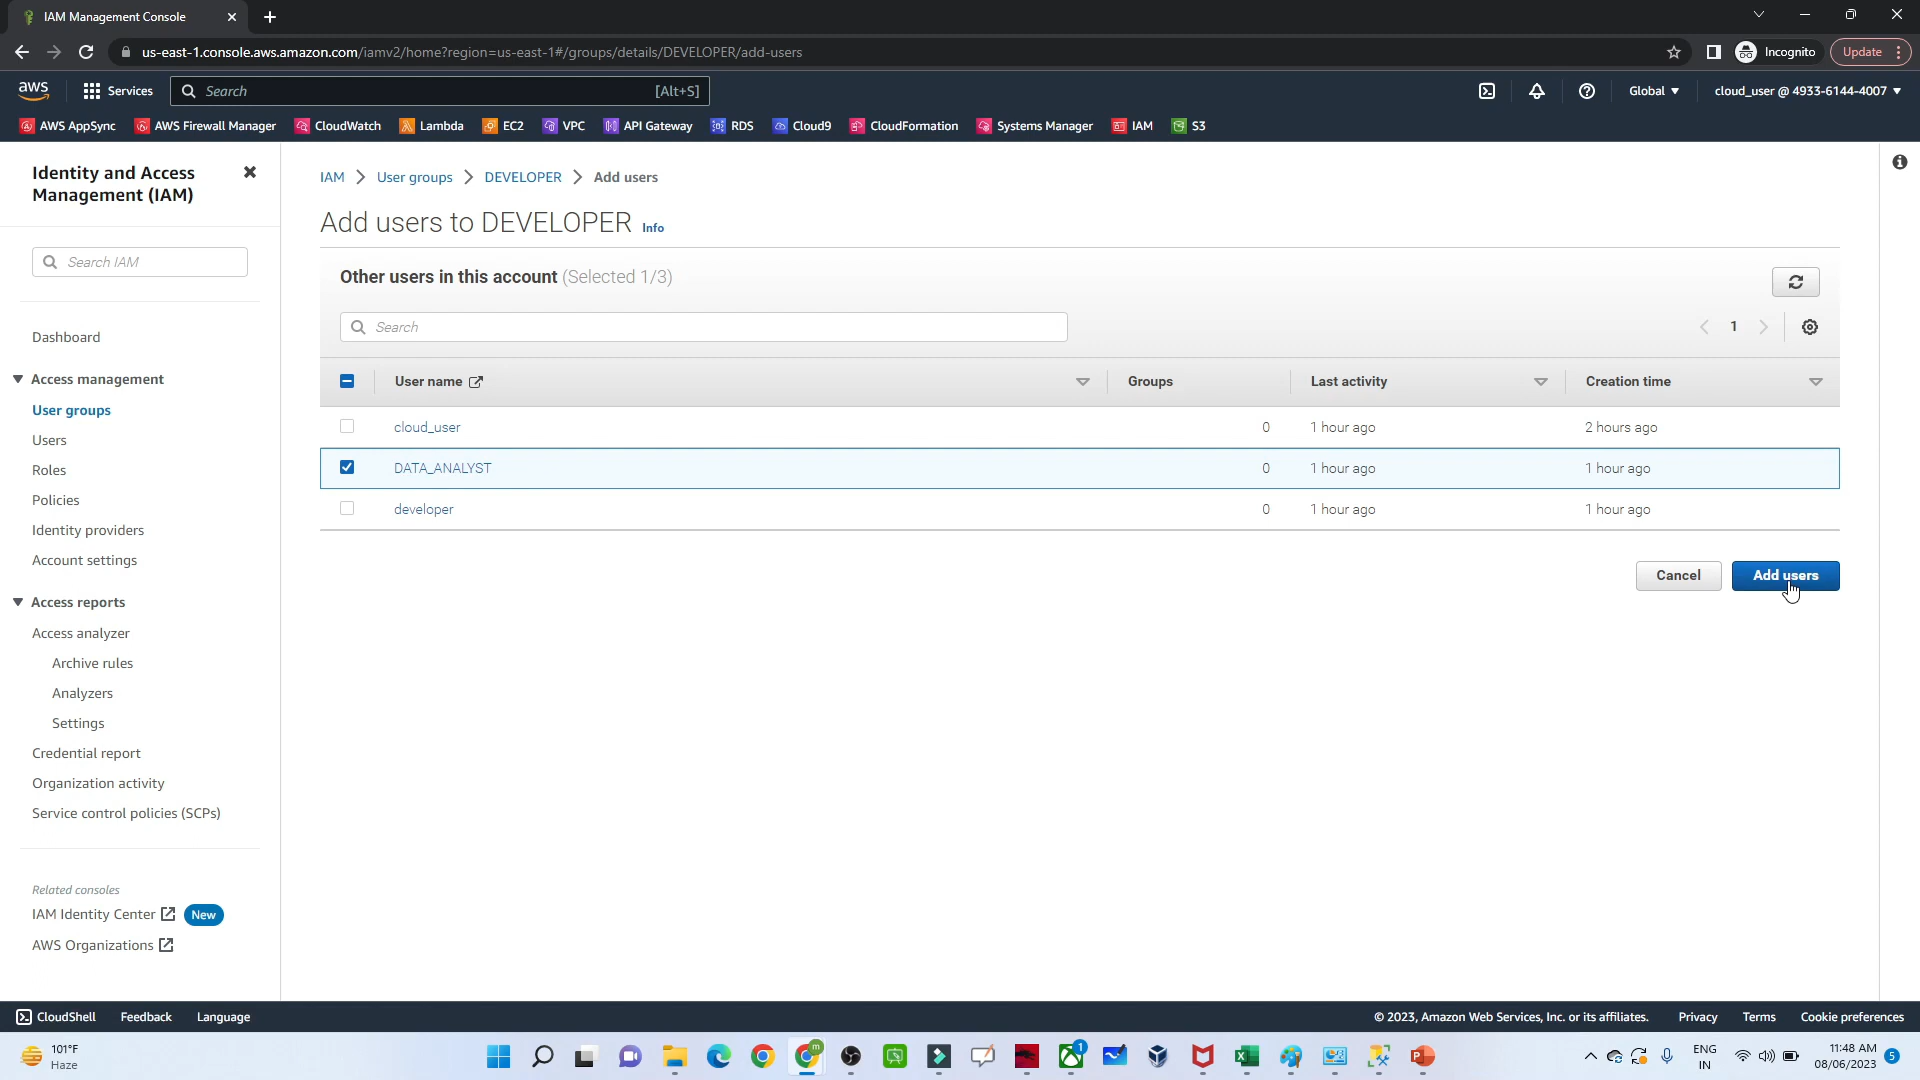 IAM Management Console
us-east-1.console.aws.amazon.com/iamv2/home?region=us-east-1#/groups/details/DEVELOPER/add-users
Incognito
Update
aws
Services
Search
[Alt+S]
Global
cloud_user @ 4933-6144-4007
AWS AppSync
AWS Firewall Manager
CloudWatch
Lambda
EC2
VPC
API Gateway
RDS
Cloud9
CloudFormation
Systems Manager
IAM
S3
Identity and Access
Management (IAM)
Search IAM
Dashboard
Access management
User groups
Users
Roles
Policies
Identity providers
Account settings
Access reports
Access analyzer
Archive rules
Analyzers
Settings
Credential report
Organization activity
Service control policies (SCPs)
Related consoles
IAM Identity Center New
AWS Organizations
IAM > User groups > DEVELOPER > Add users
Add users to DEVELOPER Info
Other users in this account (Selected 1/3)
Search
1
User name Groups Last activity Creation time
cloud_user 0 1 hour ago 2 hours ago
DATA_ANALYST 0 1 hour ago 1 hour ago
developer 0 1 hour ago 1 hour ago
Cancel Add users
CloudShell Feedback Language
© 2023, Amazon Web Services, Inc. or its affiliates. Privacy Terms Cookie preferences
101°F
Haze
m
1
ENG
IN
11:48 AM
08/06/2023
5